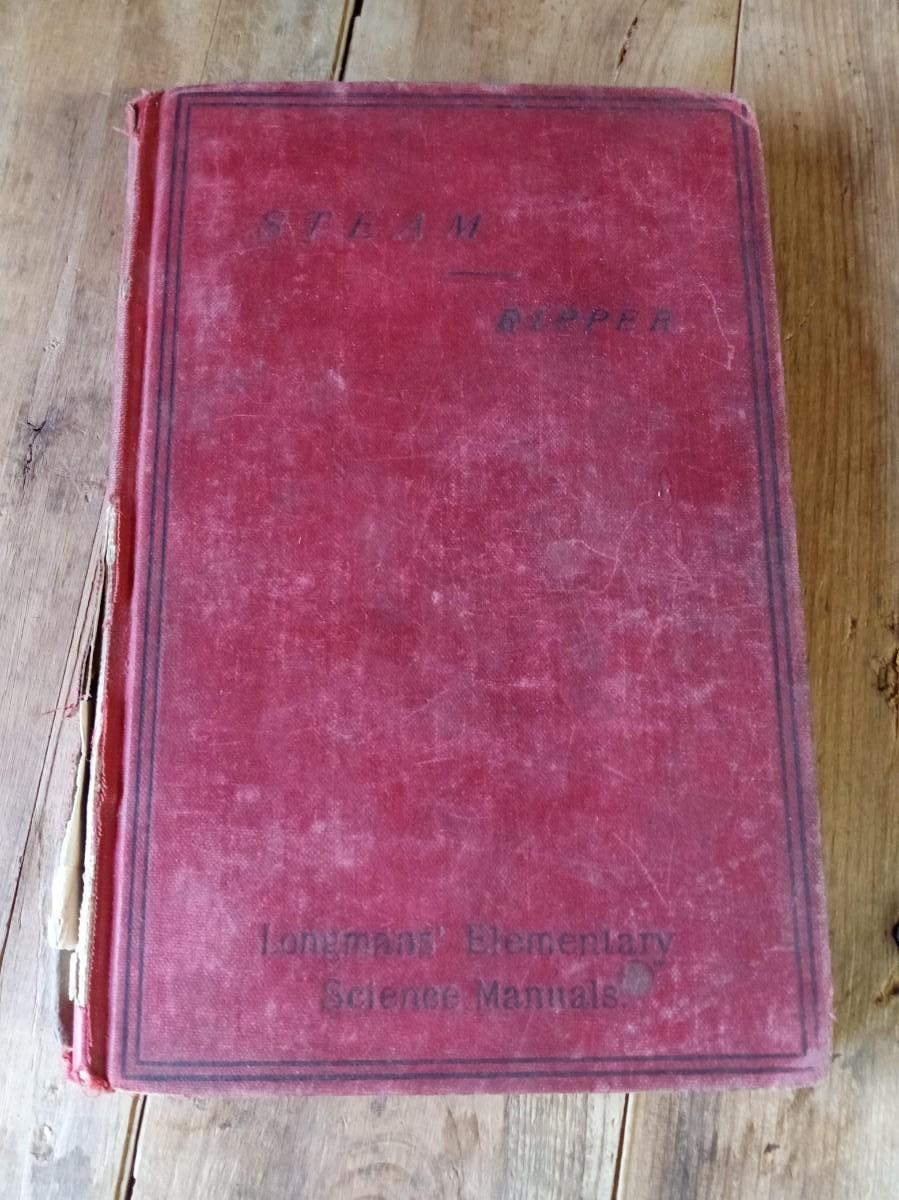 STEAM
RIPPER
Longmans' Elementary
Science Manuals.